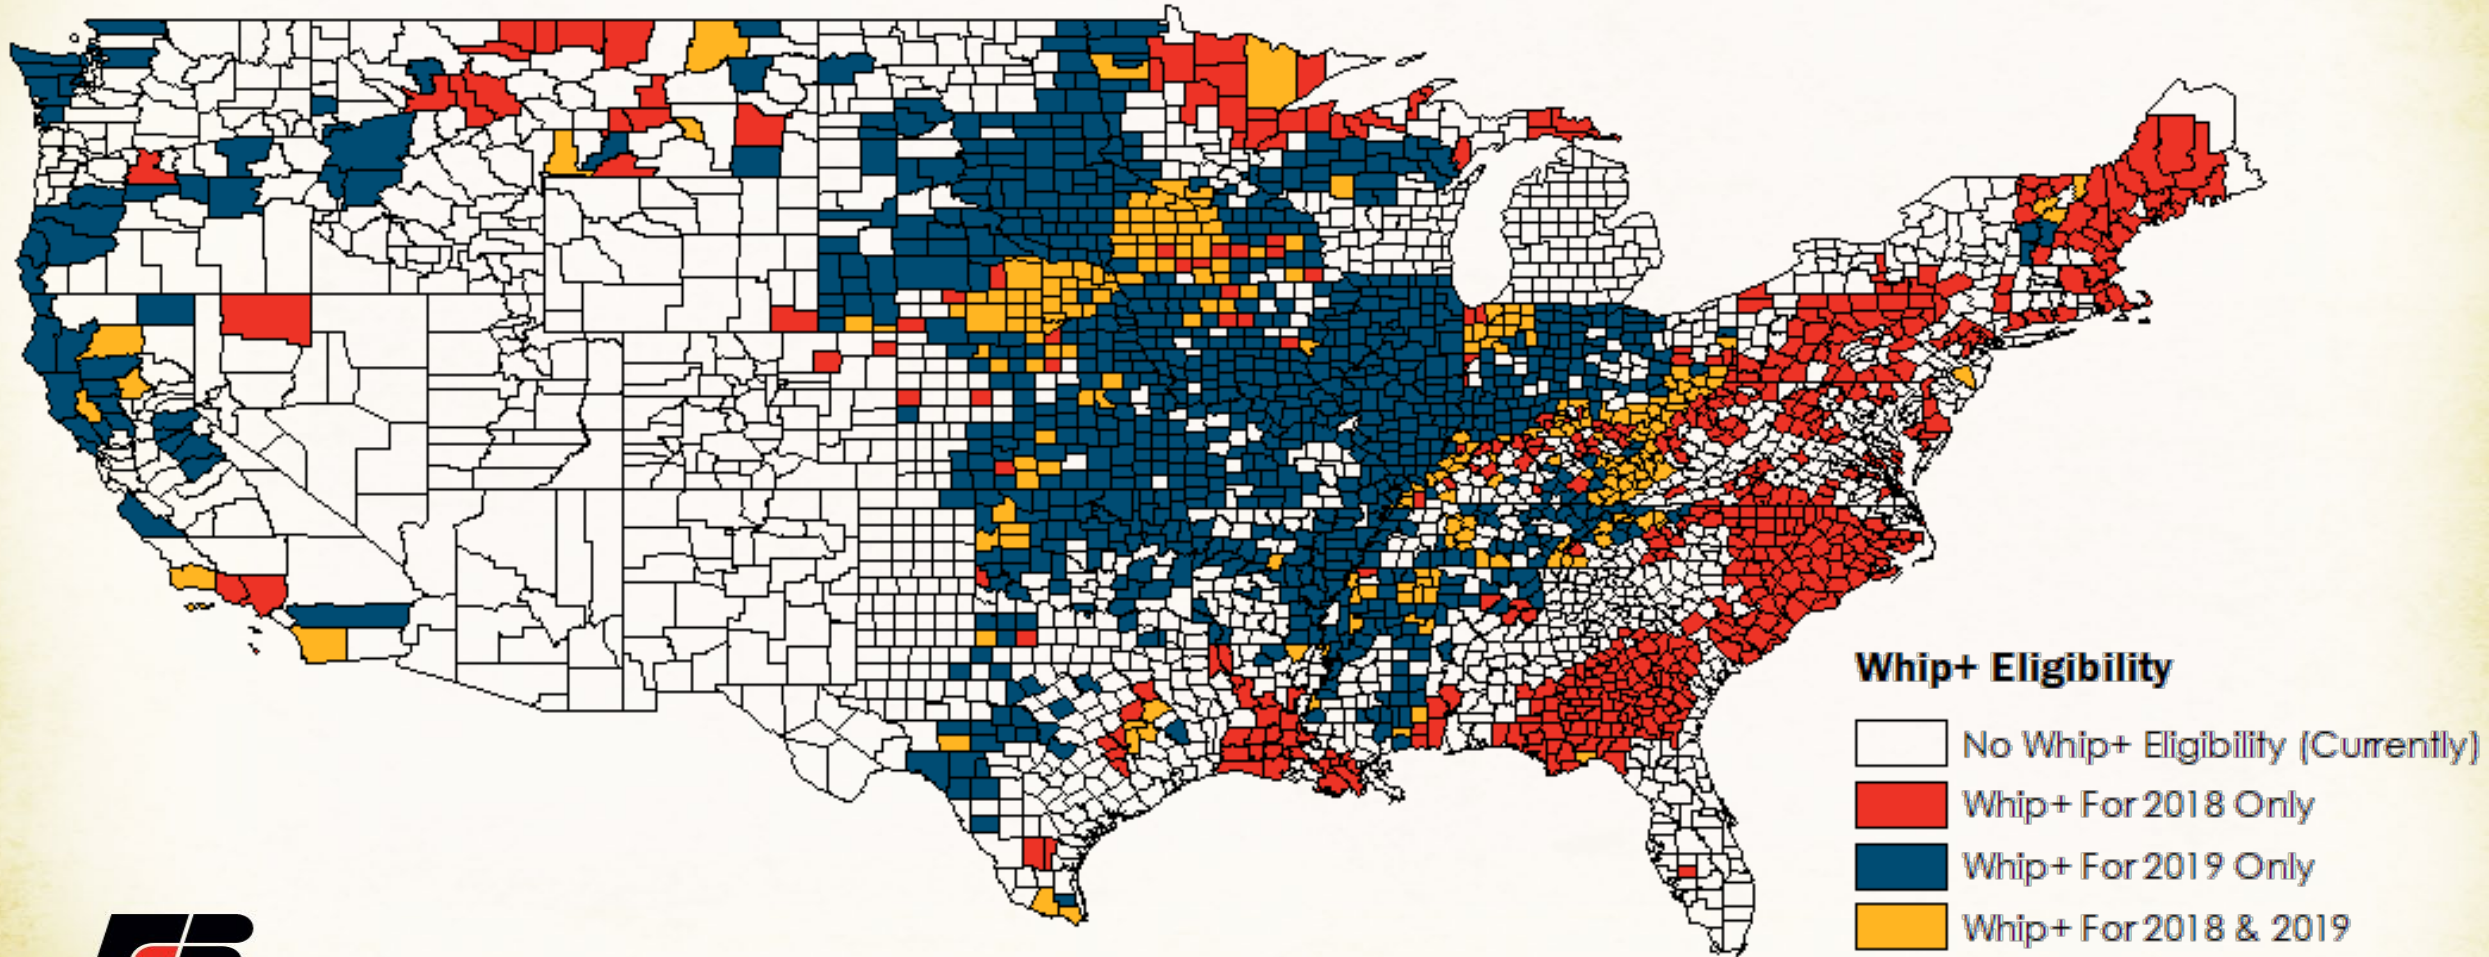 Whip+ Eligibility
No Whip+ Eligibility (Currently)
Whip+ For 2018 Only
Whip+ For 2019 Only
Whip+ For 2018 & 2019